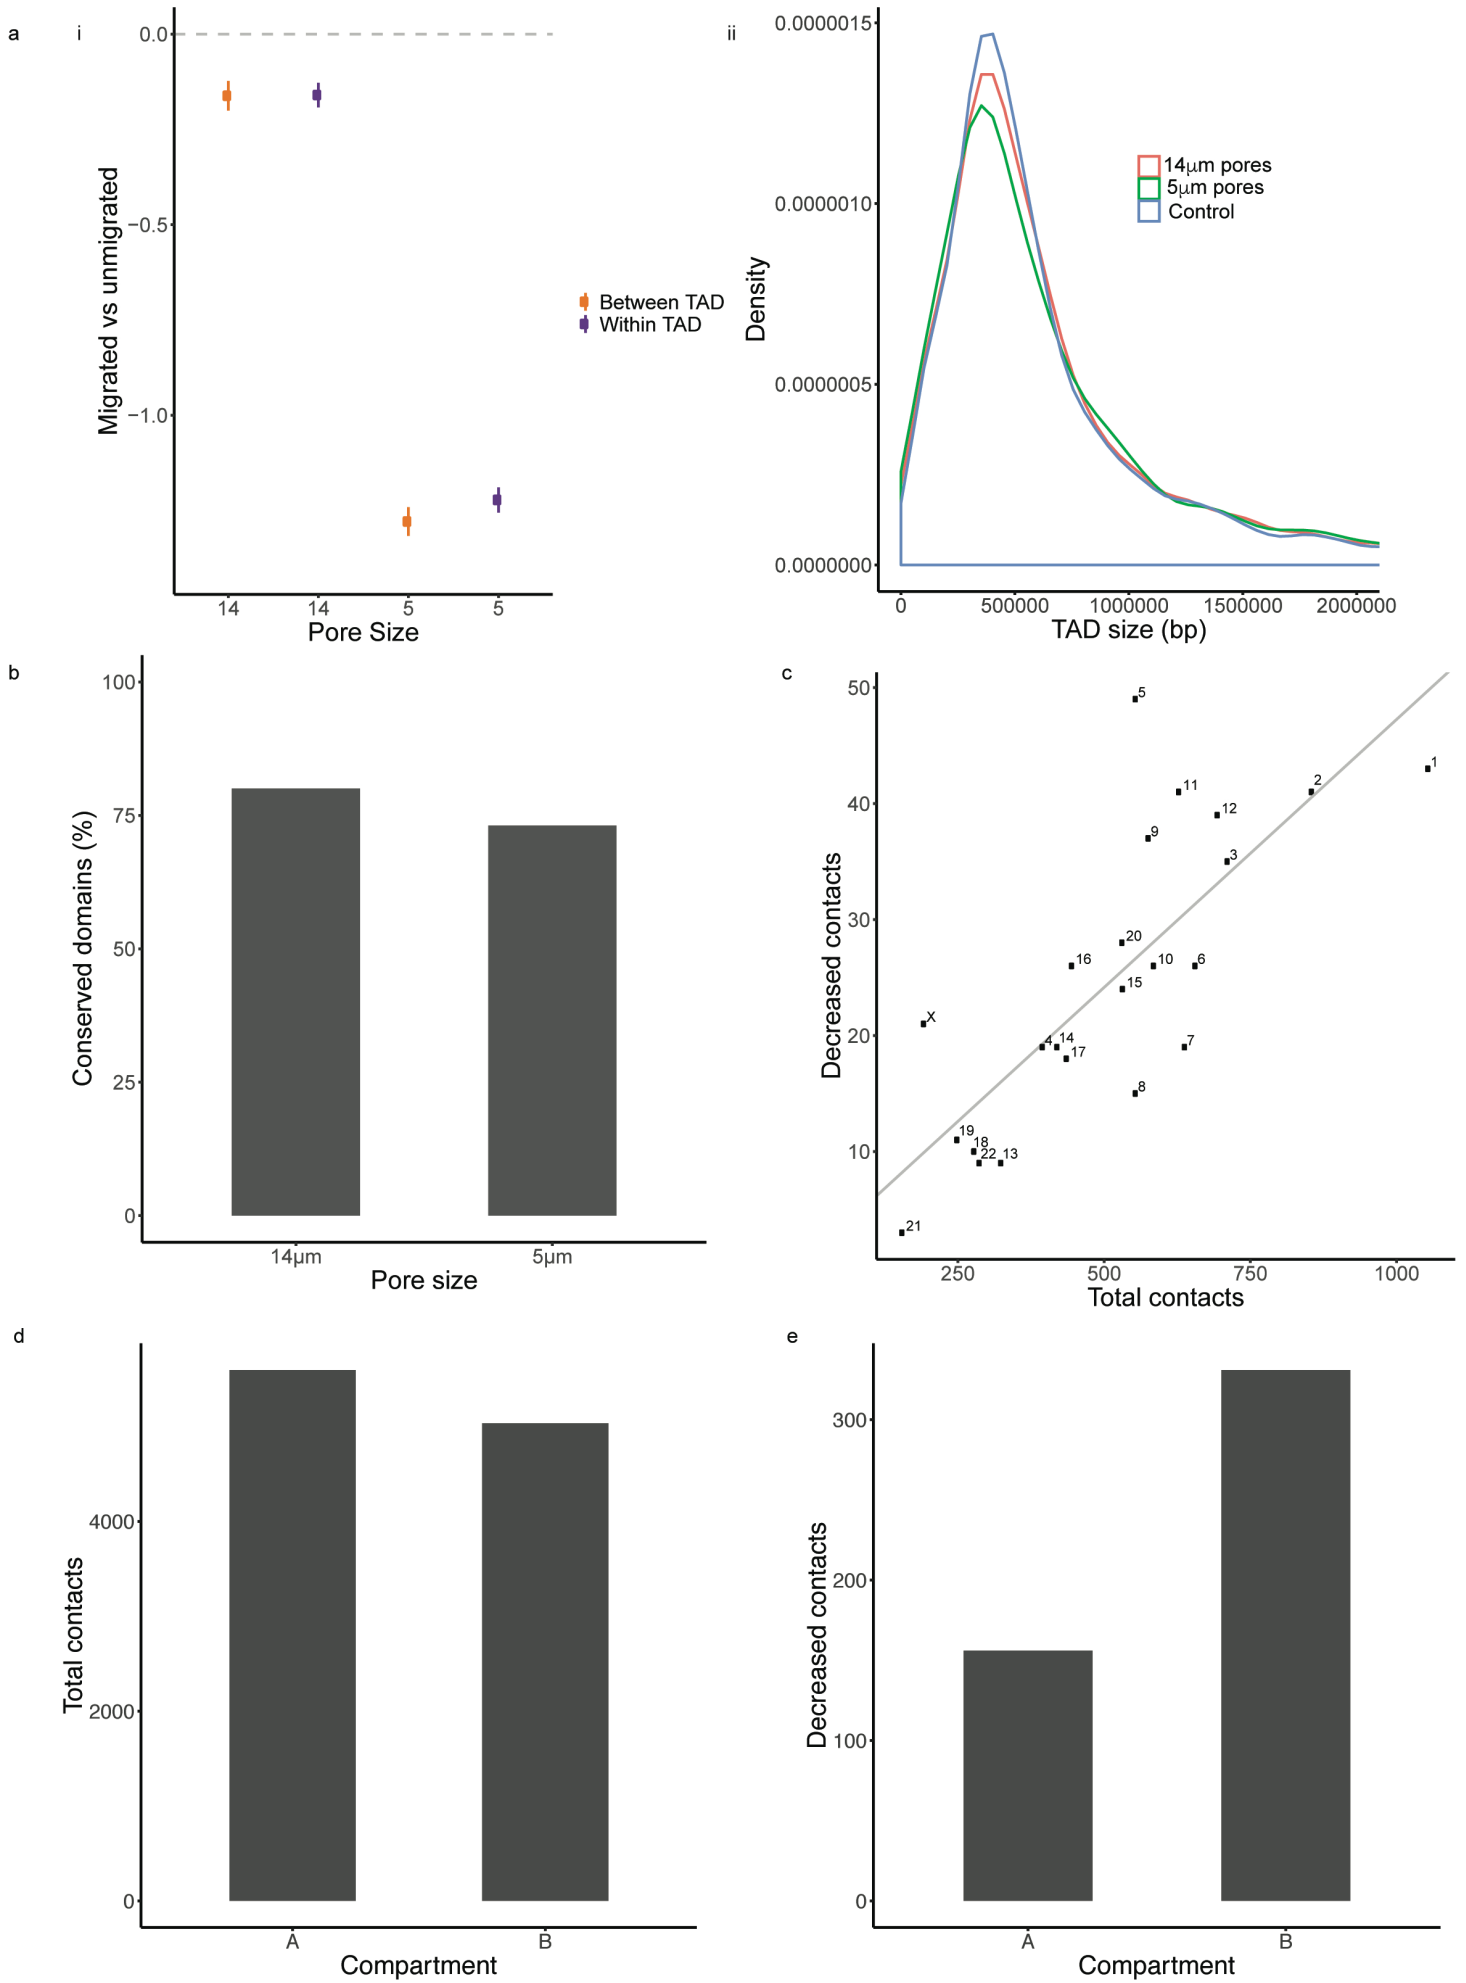 a
i
0.0
−0.5
−1.0
Migrated vs unmigrated
14
14
5
5
Pore Size
Between TAD
Within TAD
ii
0.0000015
0.0000010
0.0000005
0.0000000
Density
14μm pores
5μm pores
Control
0
500000
1000000
1500000
2000000
TAD size (bp)
b
100
75
50
25
0
Conserved domains (%)
14μm
5μm
Pore size
c
50
40
30
20
10
Decreased contacts
5
1
2
11
12
9
3
20
16
10
6
15
X
4
14
17
7
8
19
18
22
13
21
250
500
750
1000
Total contacts
d
4000
2000
0
Total contacts
A
B
Compartment
e
300
200
100
0
Decreased contacts
A
B
Compartment